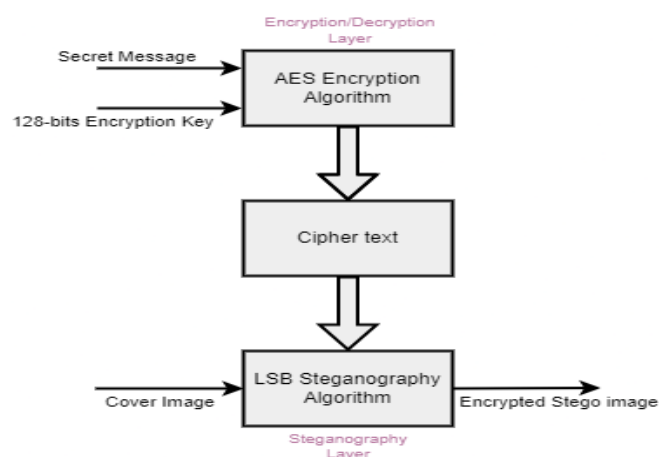 Encryption/Decryption
Layer
Secret Message
AES Encryption
Algorithm
128-bits Encryption Key
Cipher text
LSB Steganography
Algorithm
Cover Image
Encrypted Stego image
Steganography
Layer